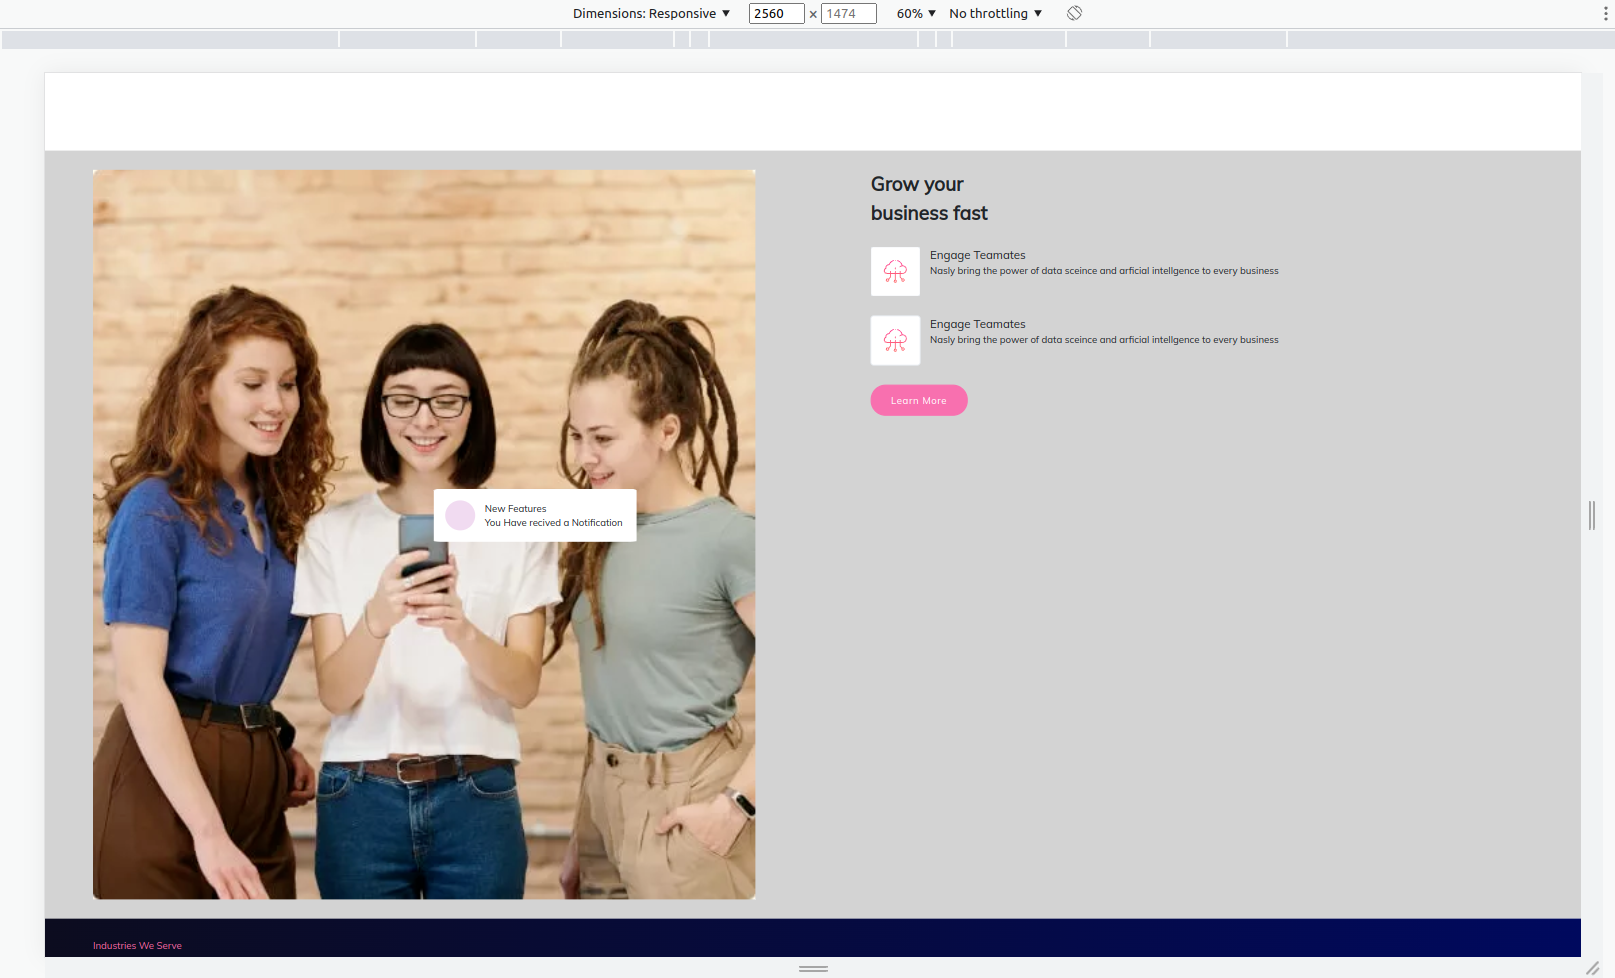 Dimensions: Responsive ▼ 2560 × 1474 60% ▼ No throttling ▼
Grow your
business fast
Engage Teamates
Nasly bring the power of data sceince and arficial intellgence to every business
Engage Teamates
Nasly bring the power of data sceince and arficial intellgence to every business
Learn More
New Features
You Have recived a Notification
Industries We Serve